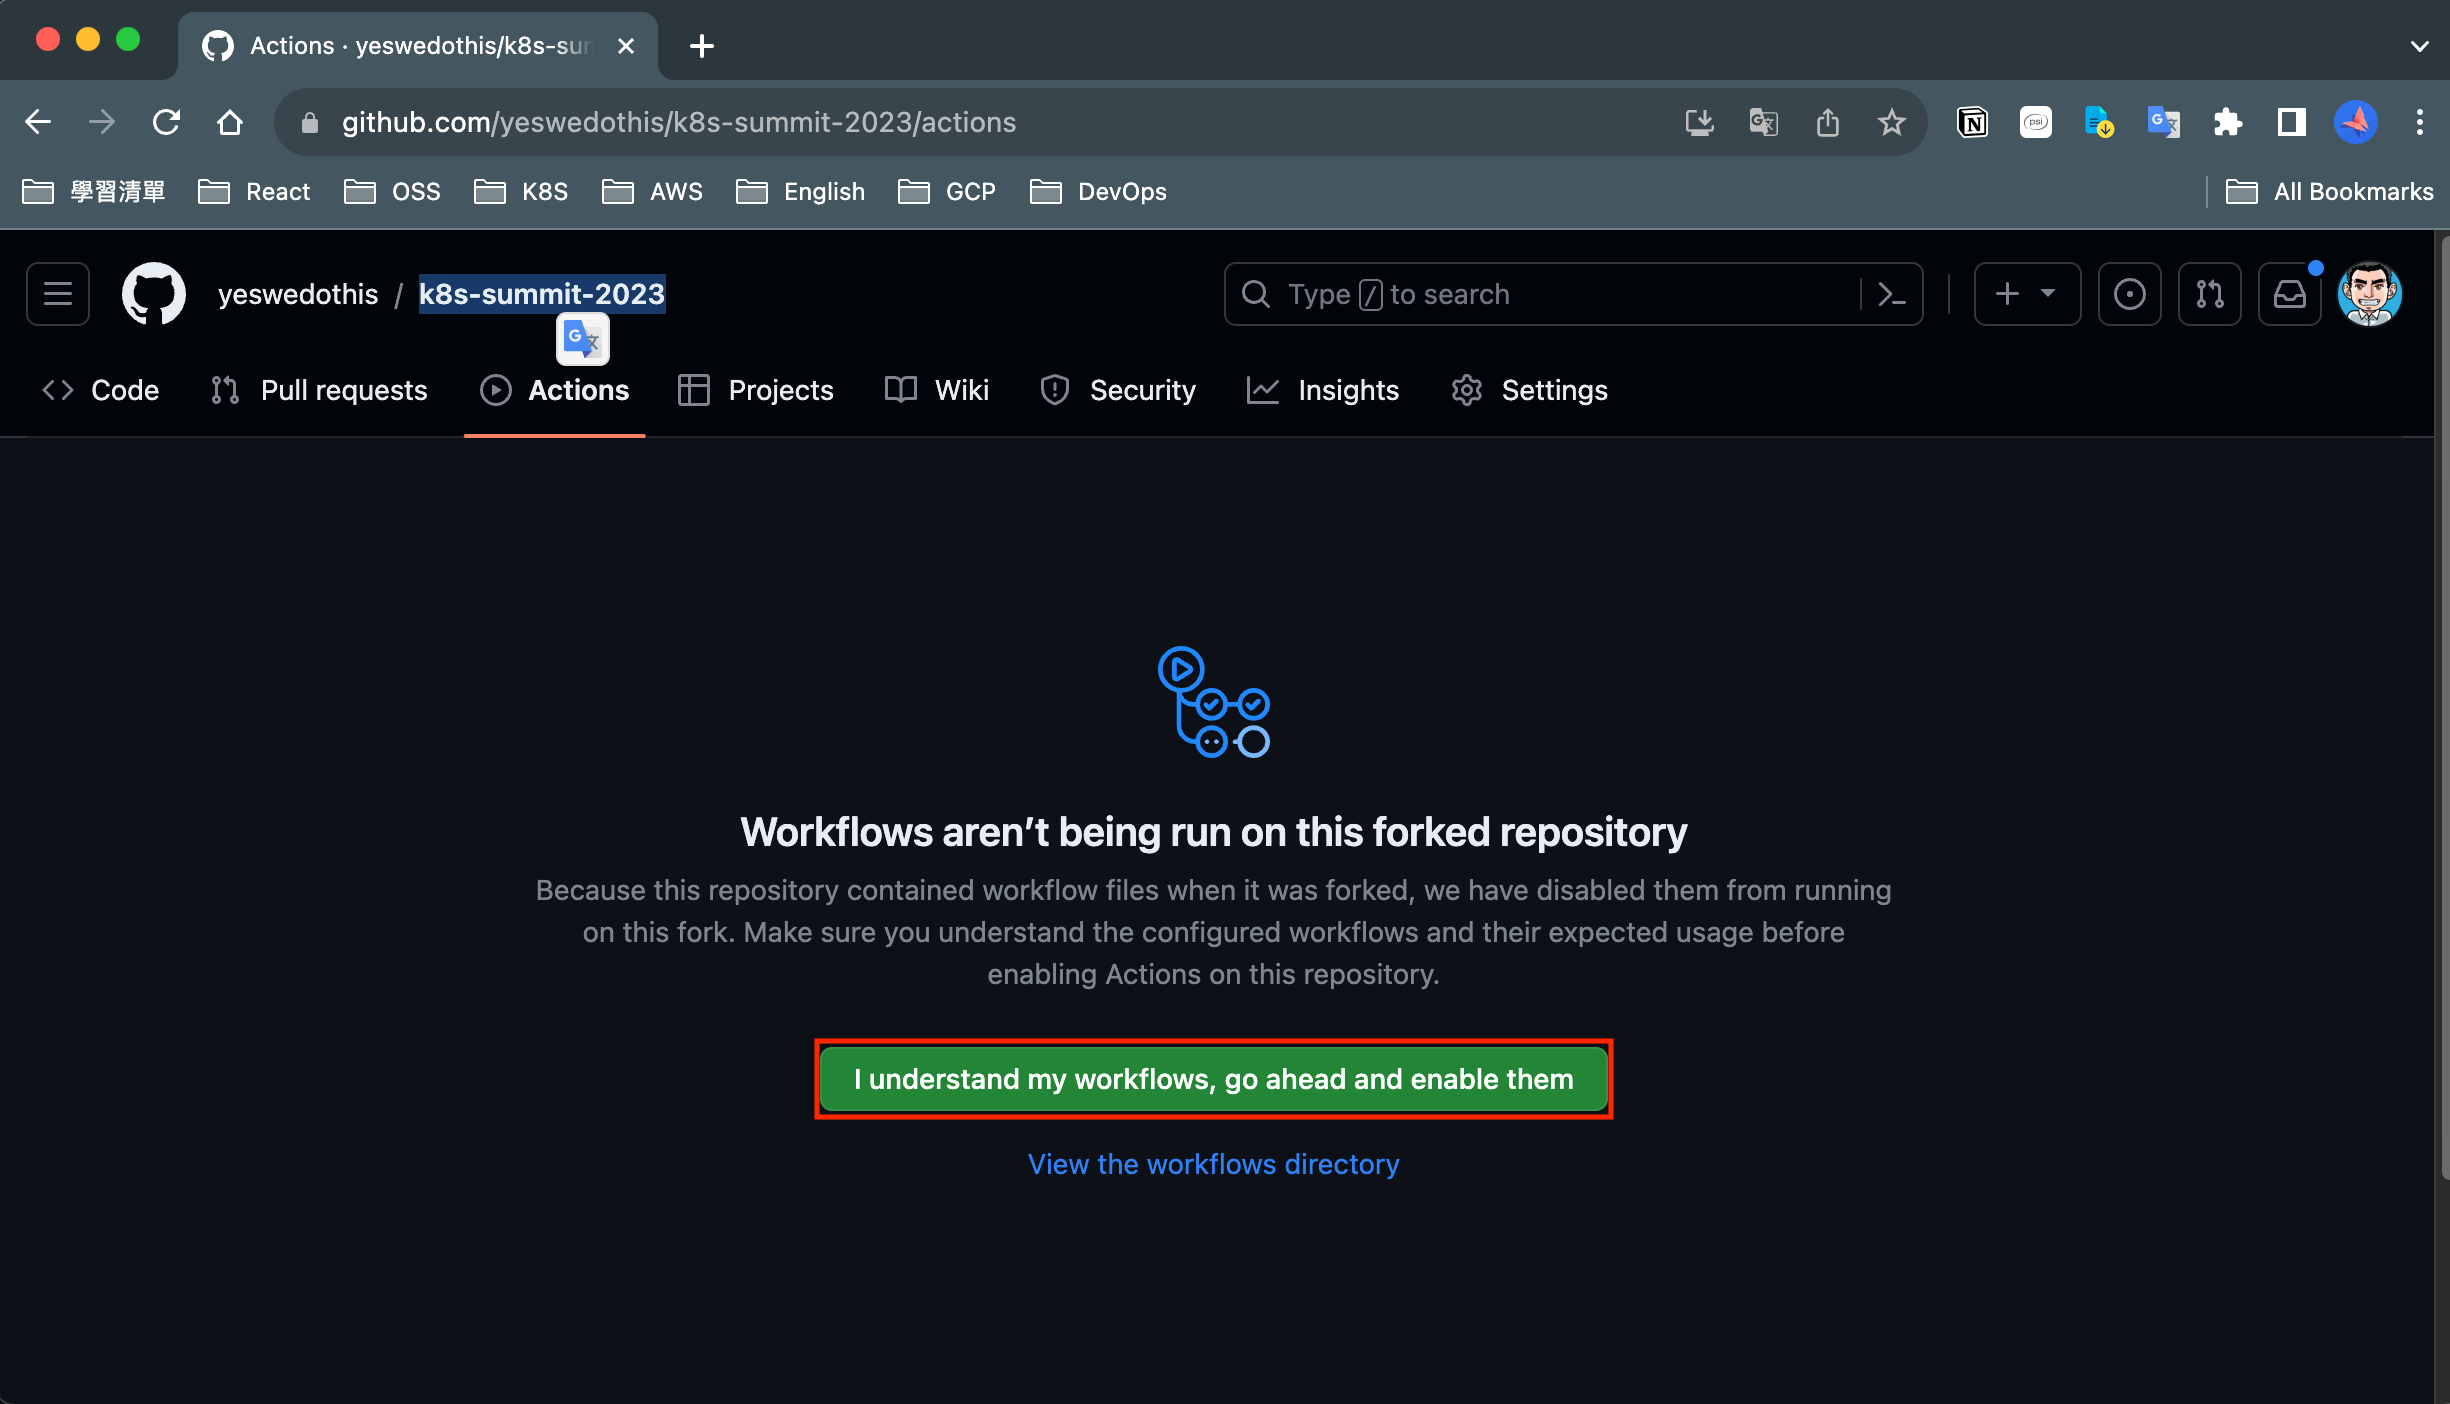 Actions · yeswedothis/k8s-sum
github.com/yeswedothis/k8s-summit-2023/actions
學習清單 React OSS K8S AWS English GCP DevOps All Bookmarks
yeswedothis / k8s-summit-2023 Type / to search
Code Pull requests Actions Projects Wiki Security Insights Settings
Workflows aren’t being run on this forked repository
Because this repository contained workflow files when it was forked, we have disabled them from running
on this fork. Make sure you understand the configured workflows and their expected usage before
enabling Actions on this repository.
I understand my workflows, go ahead and enable them
View the workflows directory